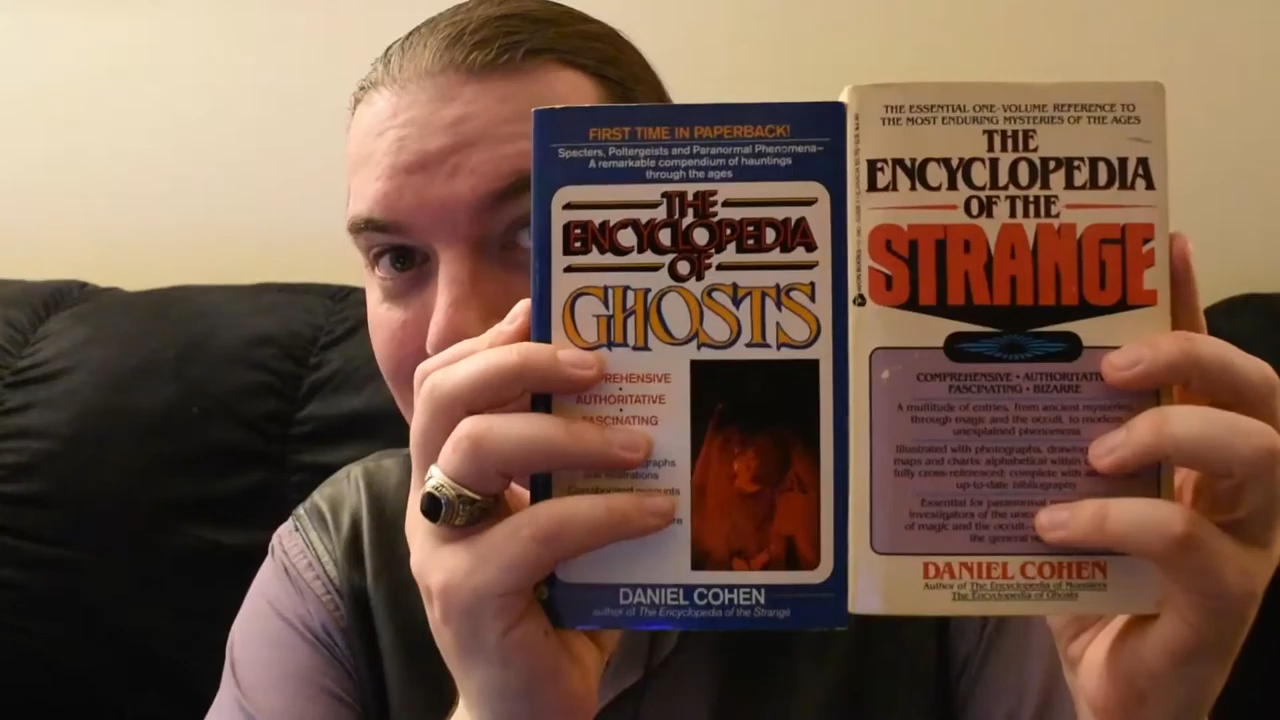 FIRST TIME IN PAPERBACK!
Specters, Poltergeists and Paranormal Phenomena—
A remarkable compendium of hauntings
through the ages
THE
ENCYCLOPEDIA
OF
GHOSTS
PREHENSIVE
•
AUTHORITATIVE
•
FASCINATING
DANIEL COHEN
author of The Encyclopedia of the Strange
THE ESSENTIAL ONE-VOLUME REFERENCE TO
THE MOST ENDURING MYSTERIES OF THE AGES
THE
ENCYCLOPEDIA
OF THE
STRANGE
COMPREHENSIVE • AUTHORITATIV
FASCINATING • BIZARRE
A multitude of entries, from ancient mysteries,
through magic and the occult, to modern
unexplained phenomena
Illustrated with photographs, drawing
maps and charts; alphabetical within
fully cross-referenced; complete with
up-to-date bibliography
Essential for paranormal
investigators of the
of magic and the occult—
the general
DANIEL COHEN
Author of The Encyclopedia of Monsters
The Encyclopedia of Ghosts